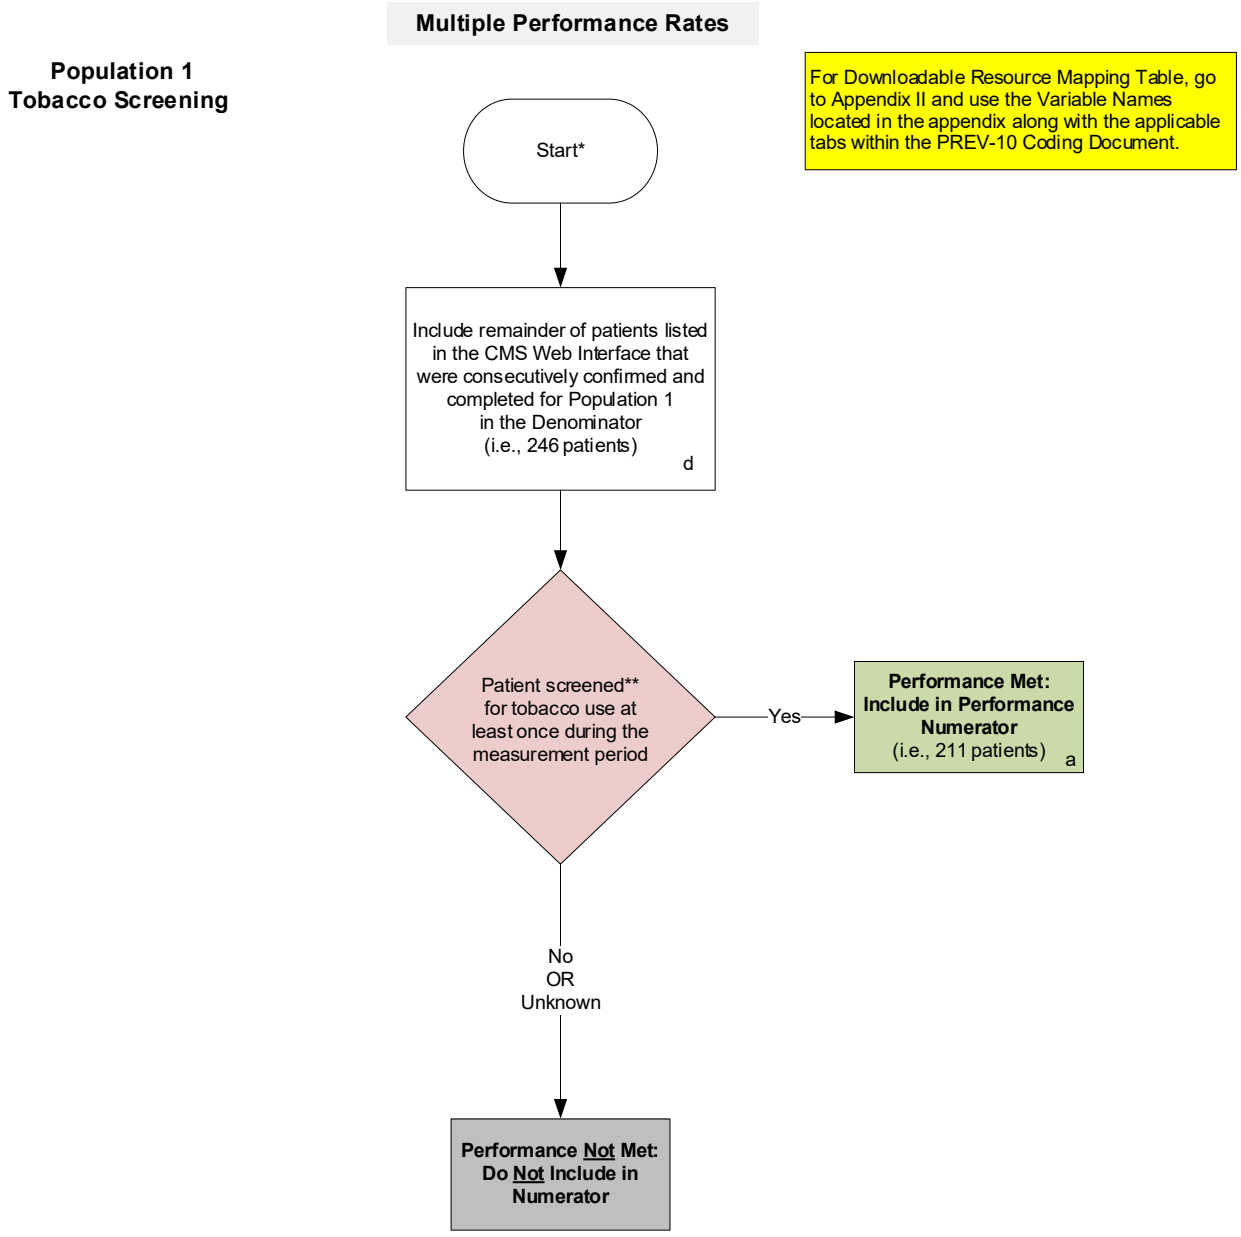 Multiple Performance Rates
Population 1
Tobacco Screening
For Downloadable Resource Mapping Table, go
to Appendix II and use the Variable Names
located in the appendix along with the applicable
tabs within the PREV-10 Coding Document.
Start*
Include remainder of patients listed
in the CMS Web Interface that
were consecutively confirmed and
completed for Population 1
in the Denominator
(i.e., 246 patients)
d
Patient screened**
for tobacco use at
least once during the
measurement period
Yes
Performance Met:
Include in Performance
Numerator
(i.e., 211 patients)
a
No
OR
Unknown
Performance Not Met:
Do Not Include in
Numerator